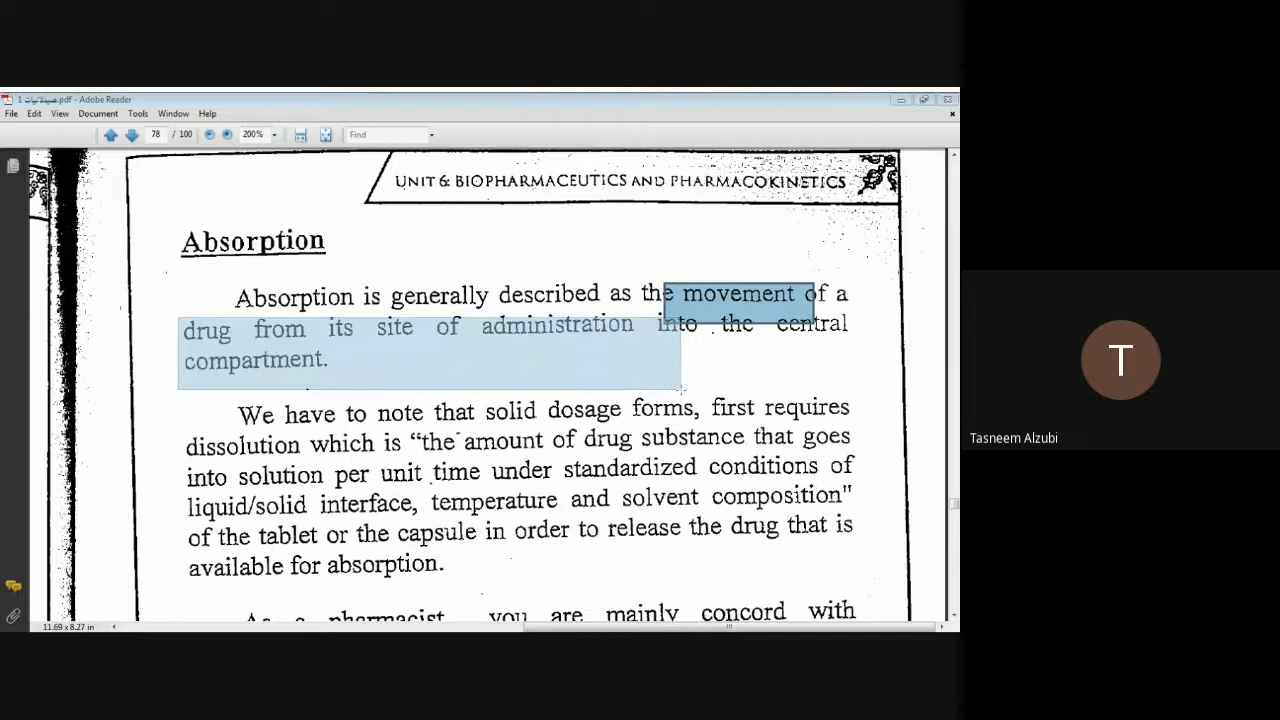 1 صيدلانيات.pdf - Adobe Reader
File Edit View Document Tools Window Help
78 / 100 200% Find
UNIT 6: BIOPHARMACEUTICS AND PHARMACOKINETICS
Absorption
Absorption is generally described as the movement of a
drug from its site of administration into the central
compartment.
We have to note that solid dosage forms, first requires
dissolution which is “the amount of drug substance that goes
into solution per unit time under standardized conditions of
liquid/solid interface, temperature and solvent composition"
of the tablet or the capsule in order to release the drug that is
available for absorption.
As a pharmacist, you are mainly concord with
11.69 x 8.27 in
T
Tasneem Alzubi